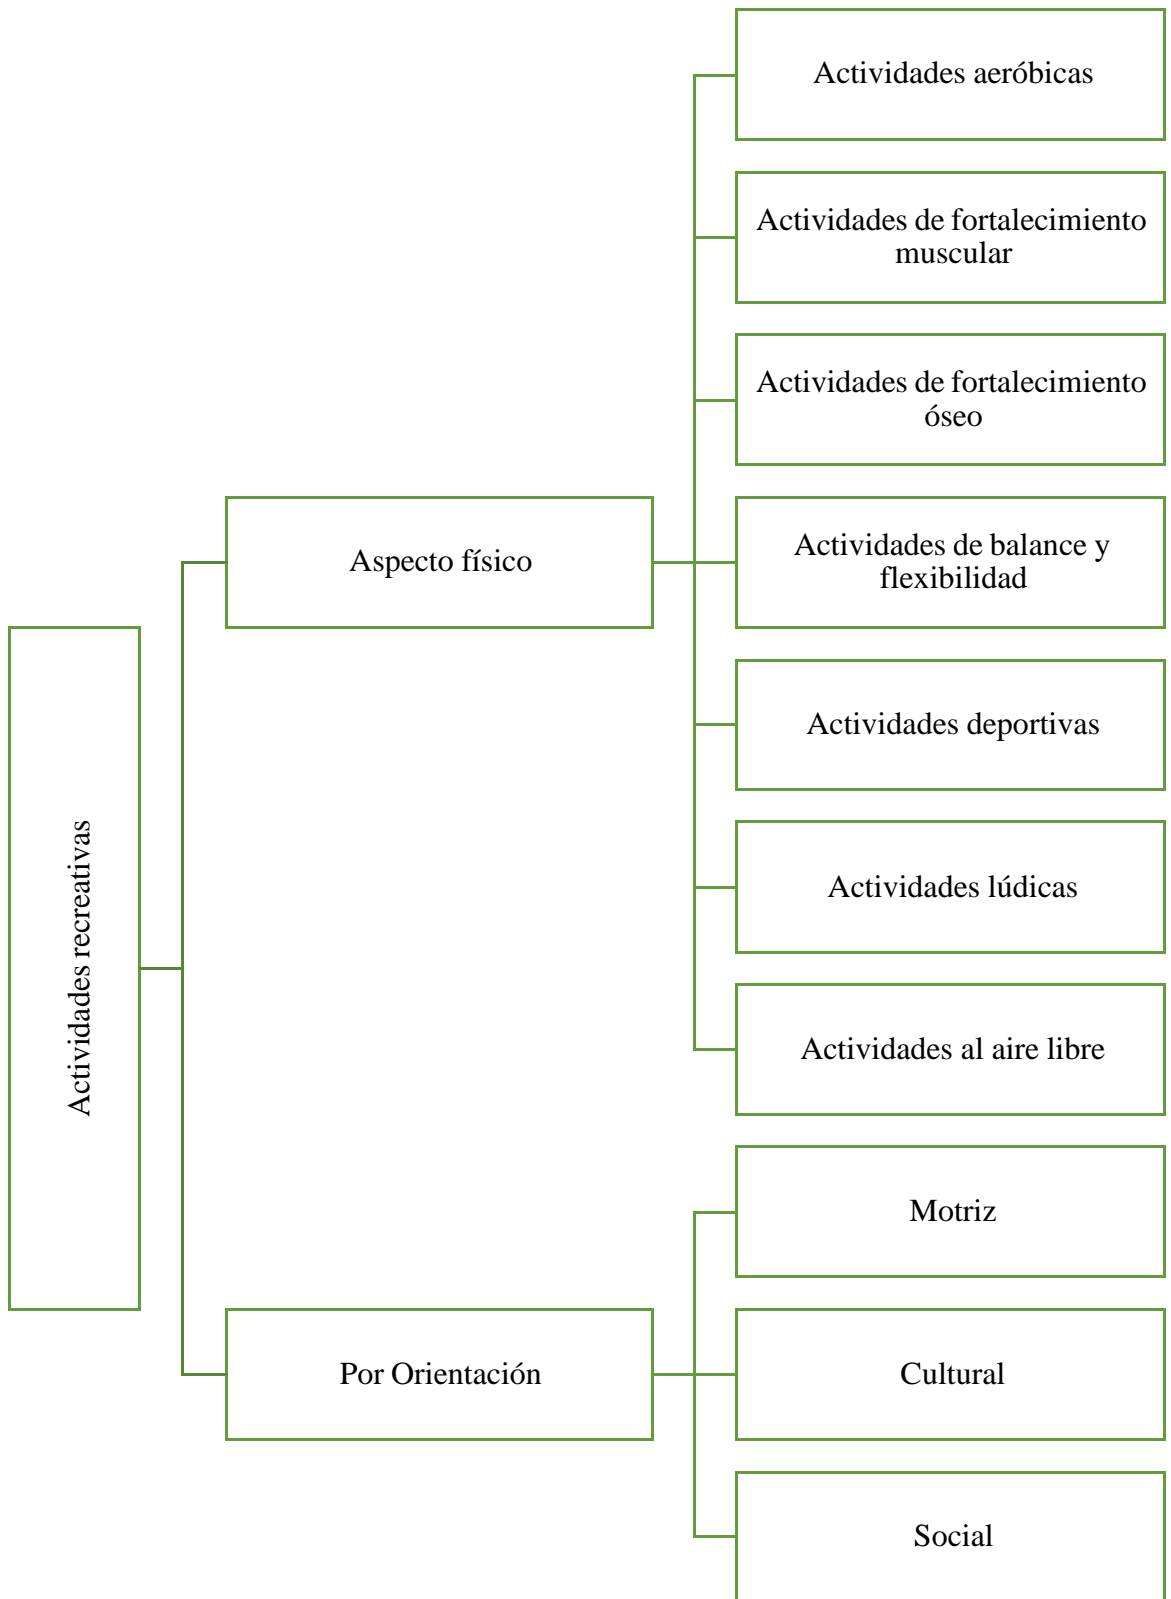 Actividades recreativas
Aspecto físico
Actividades aeróbicas
Actividades de fortalecimiento
muscular
Actividades de fortalecimiento
óseo
Actividades de balance y
flexibilidad
Actividades deportivas
Actividades lúdicas
Actividades al aire libre
Por Orientación
Motriz
Cultural
Social